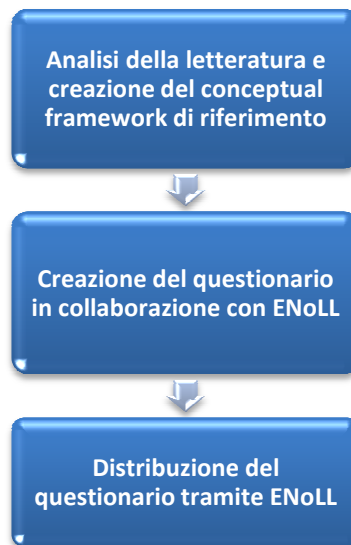 Analisi della letteratura e
creazione del conceptual
framework di riferimento
Creazione del questionario
in collaborazione con ENoLL
Distribuzione del
questionario tramite ENoLL